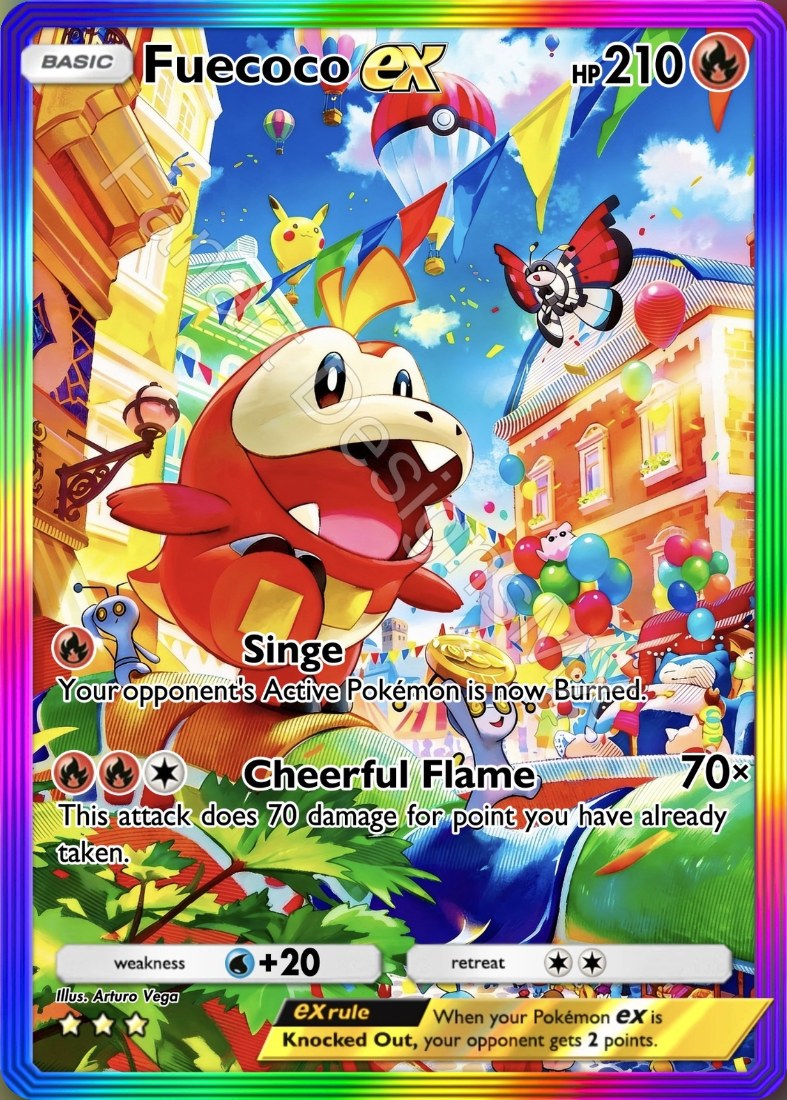 BASIC Fuecoco ex HP 210
Singe
Your opponent's Active Pokémon is now Burned.
Cheerful Flame 70×
This attack does 70 damage for point you have already
taken.
weakness +20 retreat
Illus. Arturo Vega
ex rule When your Pokémon ex is
Knocked Out, your opponent gets 2 points.